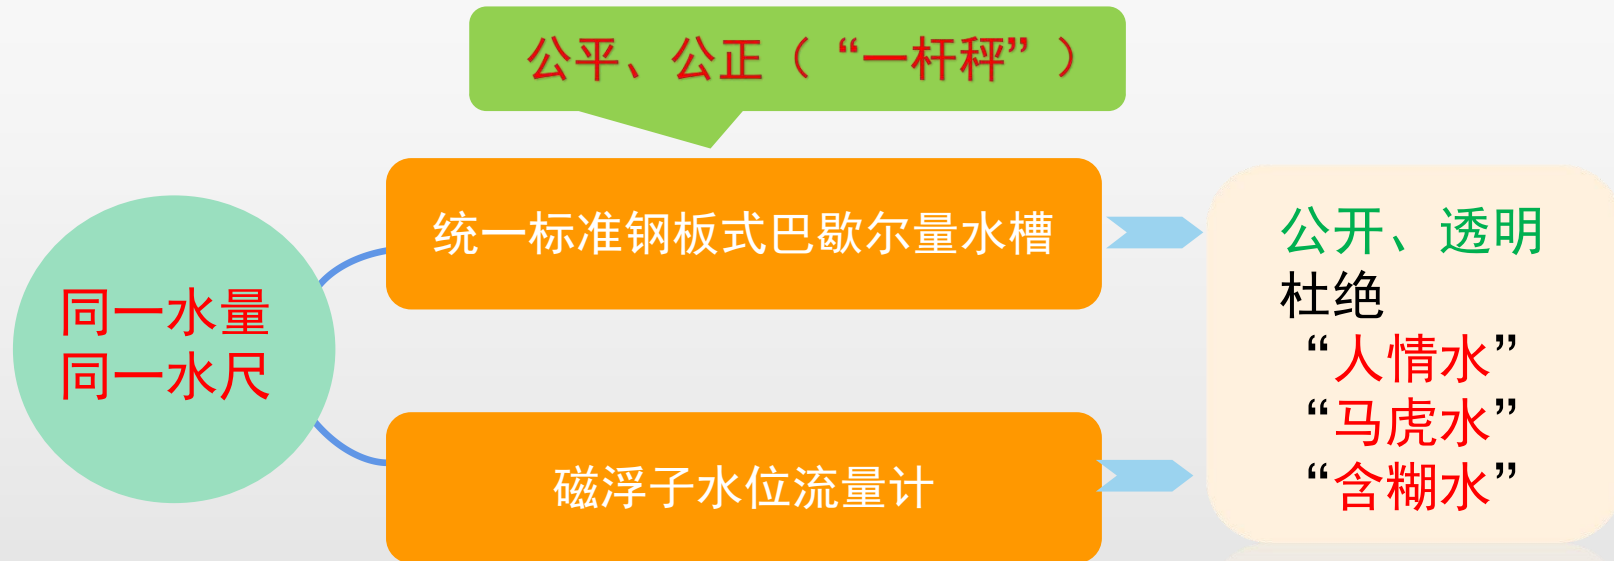 公平、公正（“一杆秤”）
统一标准钢板式巴歇尔量水槽
同一水量
同一水尺
磁浮子水位流量计
公开、透明
杜绝
“人情水”
“马虎水”
“含糊水”